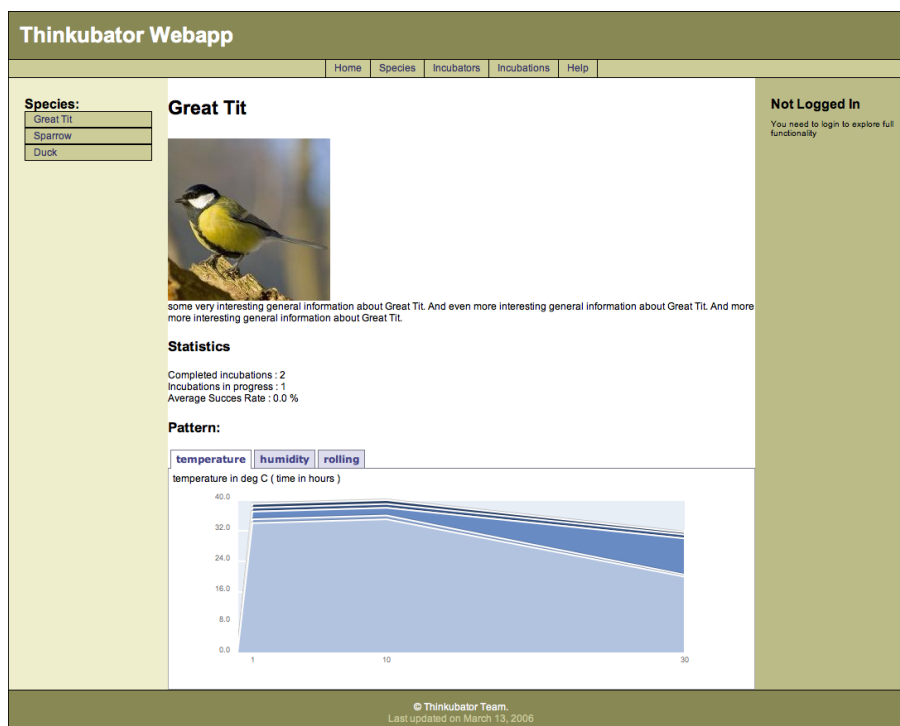 Thinkubator Webapp
Home Species Incubators Incubations Help
Species:
Great Tit
Sparrow
Duck
Great Tit
some very interesting general information about Great Tit. And even more interesting general information about Great Tit. And more
more interesting general information about Great Tit.
Statistics
Completed incubations : 2
Incubations in progress : 1
Average Succes Rate : 0.0 %
Pattern:
temperature humidity rolling
temperature in deg C ( time in hours )
40.0
32.0
24.0
16.0
8.0
0.0
1 10 30
Not Logged In
You need to login to explore full
functionality
© Thinkubator Team.
Last updated on March 13, 2006